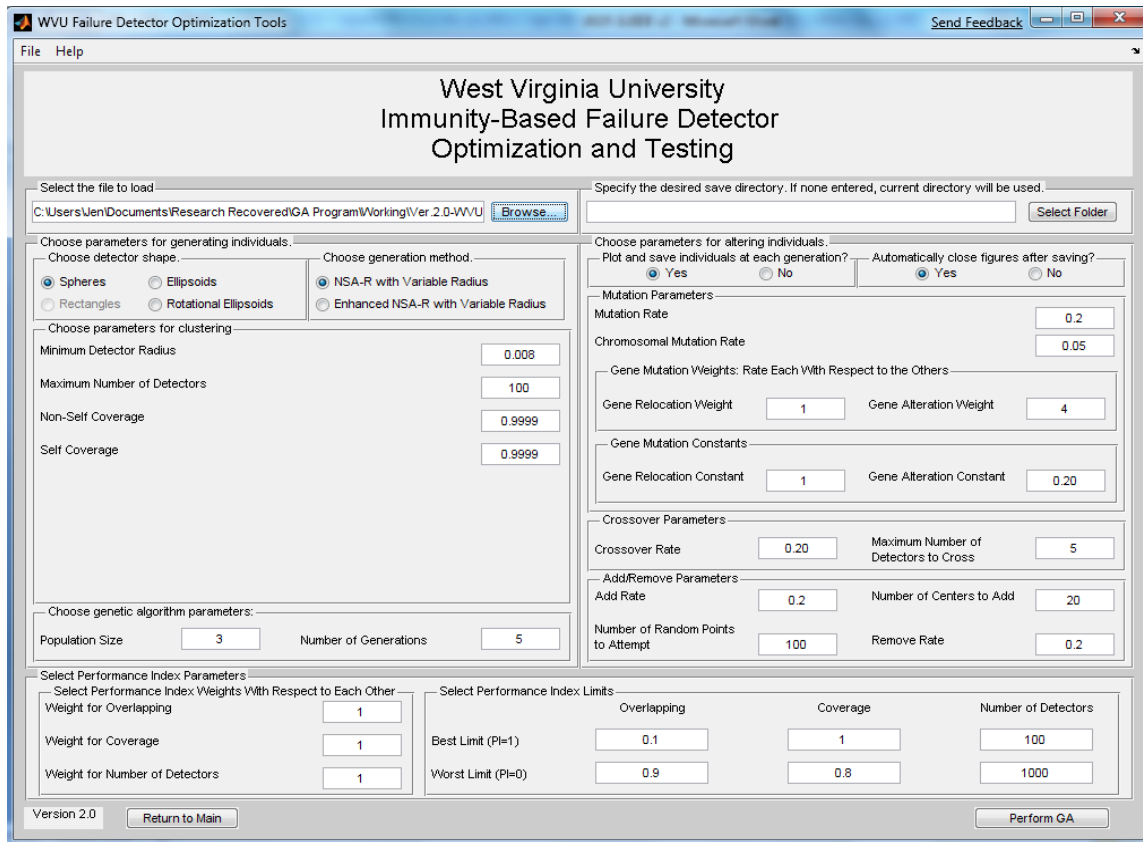 WVU Failure Detector Optimization Tools
Send Feedback
File Help
West Virginia University
Immunity-Based Failure Detector
Optimization and Testing
Select the file to load
C:\Users\Jen\Documents\Research Recovered\GA Program\Working\Ver.2.0-WVU
Browse...
Specify the desired save directory. If none entered, current directory will be used.
Select Folder
Choose parameters for generating individuals.
Choose detector shape.
Spheres
Ellipsoids
Rectangles
Rotational Ellipsoids
Choose generation method.
NSA-R with Variable Radius
Enhanced NSA-R with Variable Radius
Choose parameters for clustering
Minimum Detector Radius 0.008
Maximum Number of Detectors 100
Non-Self Coverage 0.9999
Self Coverage 0.9999
Choose genetic algorithm parameters:
Population Size 3 Number of Generations 5
Choose parameters for altering individuals.
Plot and save individuals at each generation?
Yes No
Automatically close figures after saving?
Yes No
Mutation Parameters
Mutation Rate 0.2
Chromosomal Mutation Rate 0.05
Gene Mutation Weights: Rate Each With Respect to the Others
Gene Relocation Weight 1 Gene Alteration Weight 4
Gene Mutation Constants
Gene Relocation Constant 1 Gene Alteration Constant 0.20
Crossover Parameters
Crossover Rate 0.20
Maximum Number of
Detectors to Cross 5
Add/Remove Parameters
Add Rate 0.2 Number of Centers to Add 20
Number of Random Points
to Attempt 100 Remove Rate 0.2
Select Performance Index Parameters
Select Performance Index Weights With Respect to Each Other
Weight for Overlapping 1
Weight for Coverage 1
Weight for Number of Detectors 1
Select Performance Index Limits
Overlapping Coverage Number of Detectors
Best Limit (PI=1) 0.1 1 100
Worst Limit (PI=0) 0.9 0.8 1000
Version 2.0
Return to Main
Perform GA